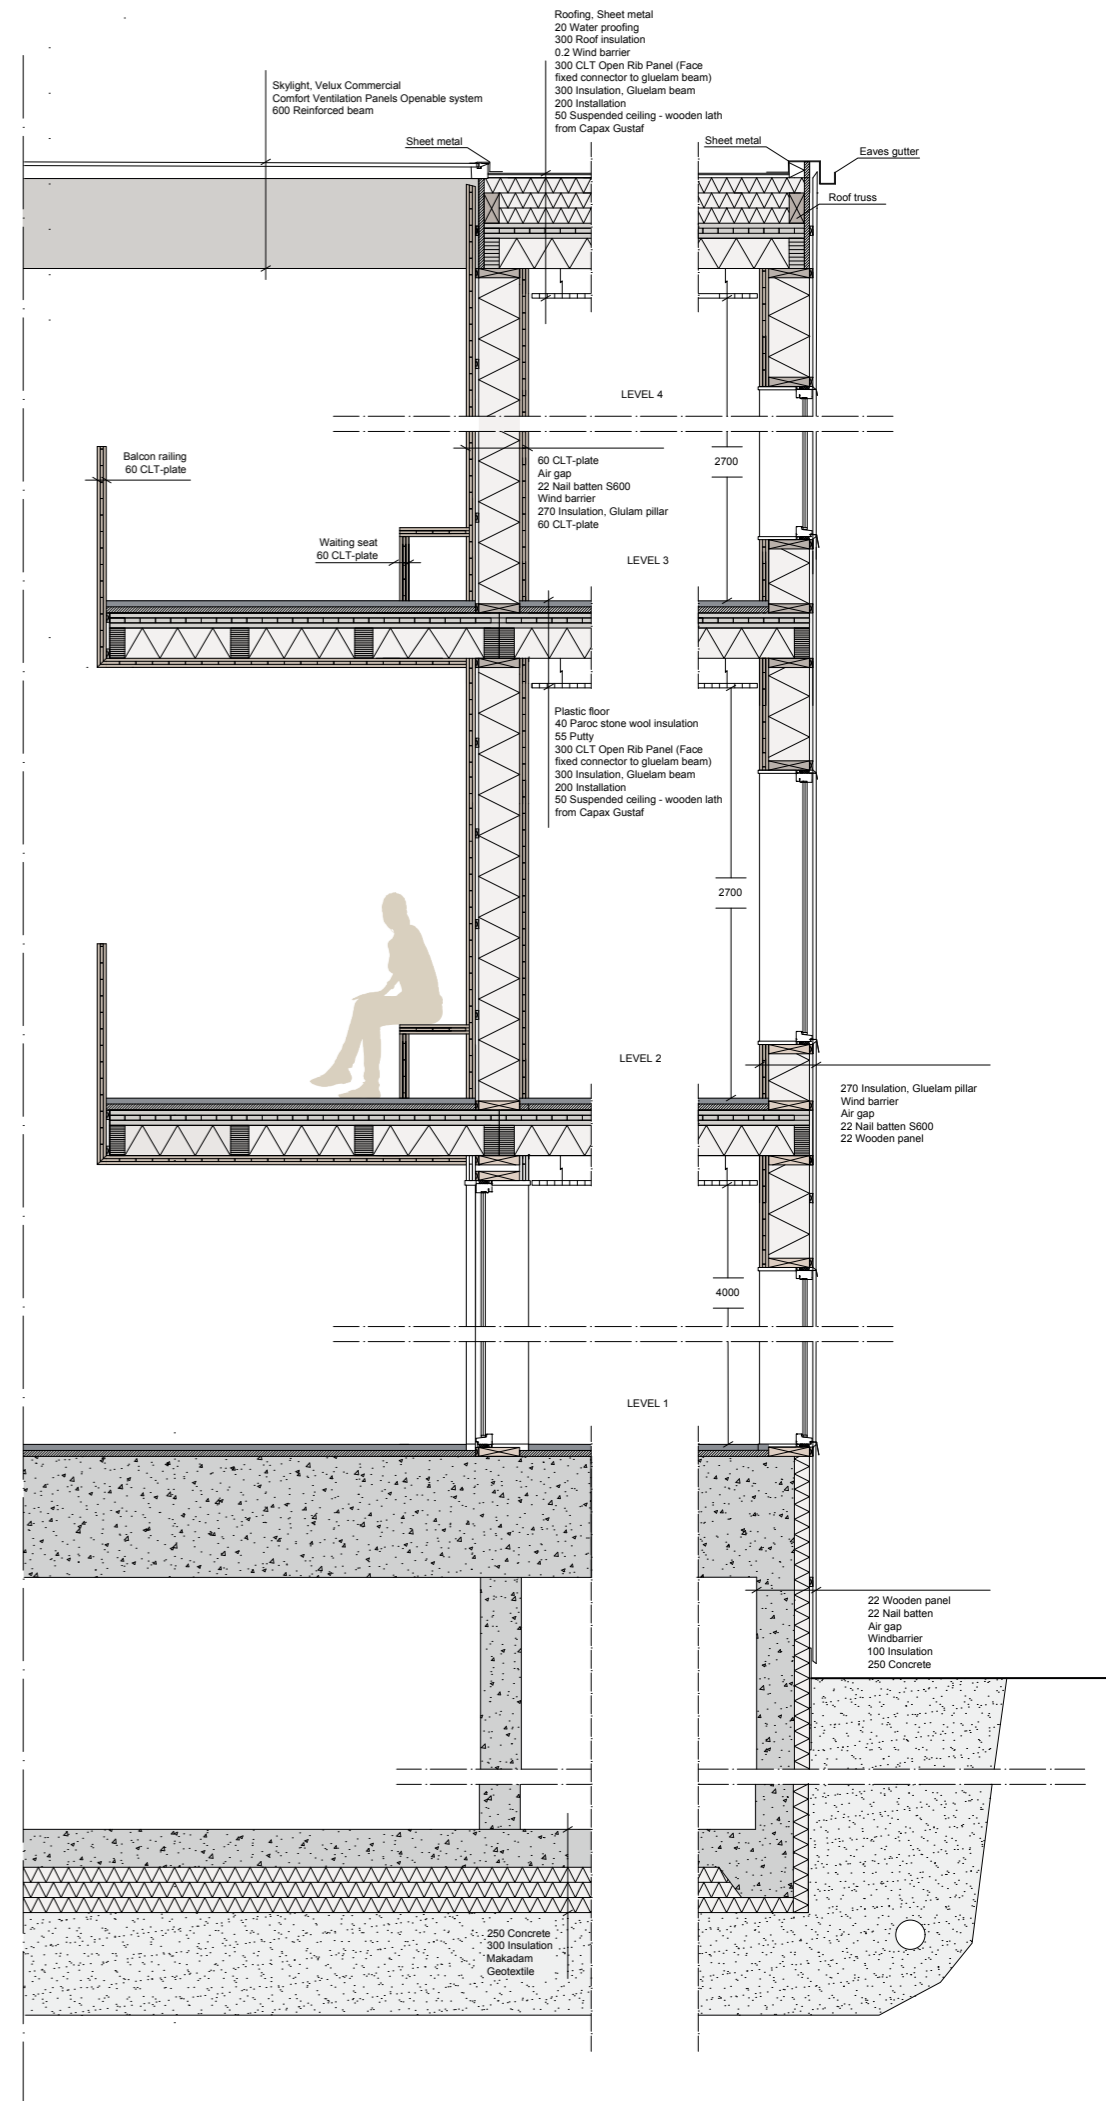 Roofing, Sheet metal
20 Water proofing
300 Roof insulation
0.2 Wind barrier
300 CLT Open Rib Panel (Face
fixed connector to gluelam beam)
300 Insulation, Gluelam beam
200 Installation
50 Suspended ceiling - wooden lath
from Capax Gustaf
Skylight, Velux Commercial
Comfort Ventilation Panels Openable system
600 Reinforced beam
Sheet metal
Sheet metal
Eaves gutter
Roof truss
LEVEL 4
Balcon railing
60 CLT-plate
60 CLT-plate
Air gap
22 Nail batten S600
Wind barrier
270 Insulation, Glulam pillar
60 CLT-plate
2700
Waiting seat
60 CLT-plate
LEVEL 3
Plastic floor
40 Paroc stone wool insulation
55 Putty
300 CLT Open Rib Panel (Face
fixed connector to gluelam beam)
300 Insulation, Gluelam beam
200 Installation
50 Suspended ceiling - wooden lath
from Capax Gustaf
2700
LEVEL 2
270 Insulation, Gluelam pillar
Wind barrier
Air gap
22 Nail batten S600
22 Wooden panel
4000
LEVEL 1
22 Wooden panel
22 Nail batten
Air gap
Windbarrier
100 Insulation
250 Concrete
250 Concrete
300 Insulation
Makadam
Geotextile